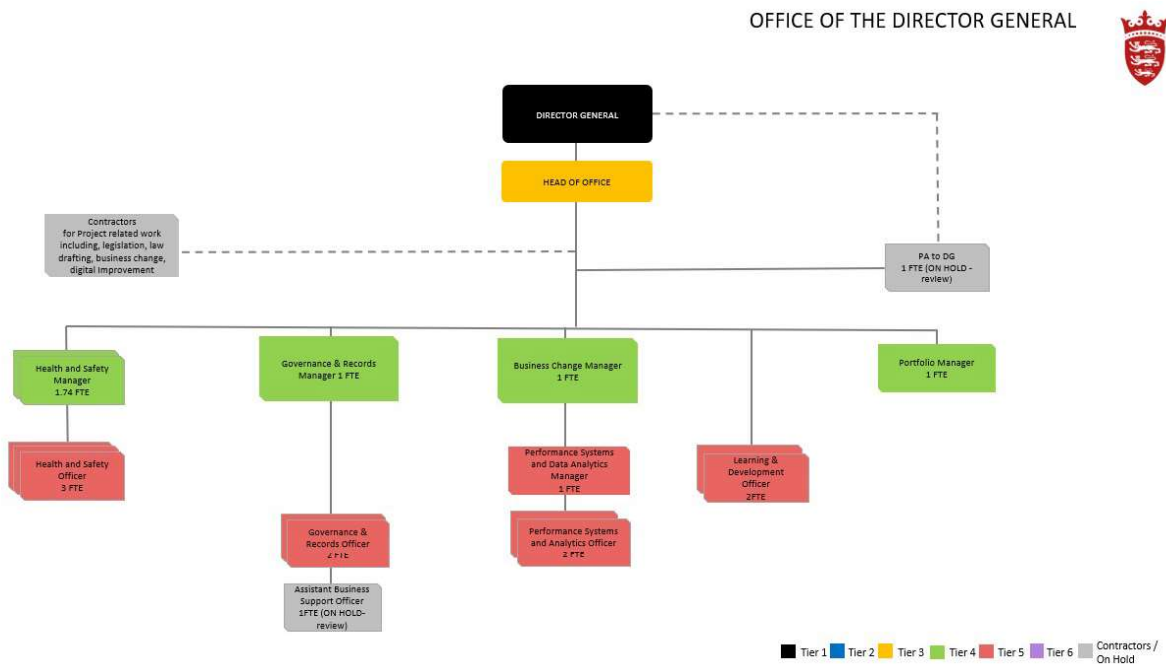 OFFICE OF THE DIRECTOR GENERAL
DIRECTOR GENERAL
HEAD OF OFFICE
Contractors
for Project related work
including, legislation, law
drafting, business change,
digital Improvement
PA to DG
1 FTE (ON HOLD -
review)
Health and Safety
Manager
1.74 FTE
Governance & Records
Manager 1 FTE
Business Change Manager
1 FTE
Portfolio Manager
1 FTE
Health and Safety
Officer
3 FTE
Performance Systems
and Data Analytics
Manager
1 FTE
Learning &
Development
Officer
2FTE
Governance &
Records Officer
2 FTE
Performance Systems
and Analytics Officer
2 FTE
Assistant Business
Support Officer
1FTE (ON HOLD-
review)
Tier 1 Tier 2 Tier 3 Tier 4 Tier 5 Tier 6 Contractors /
On Hold